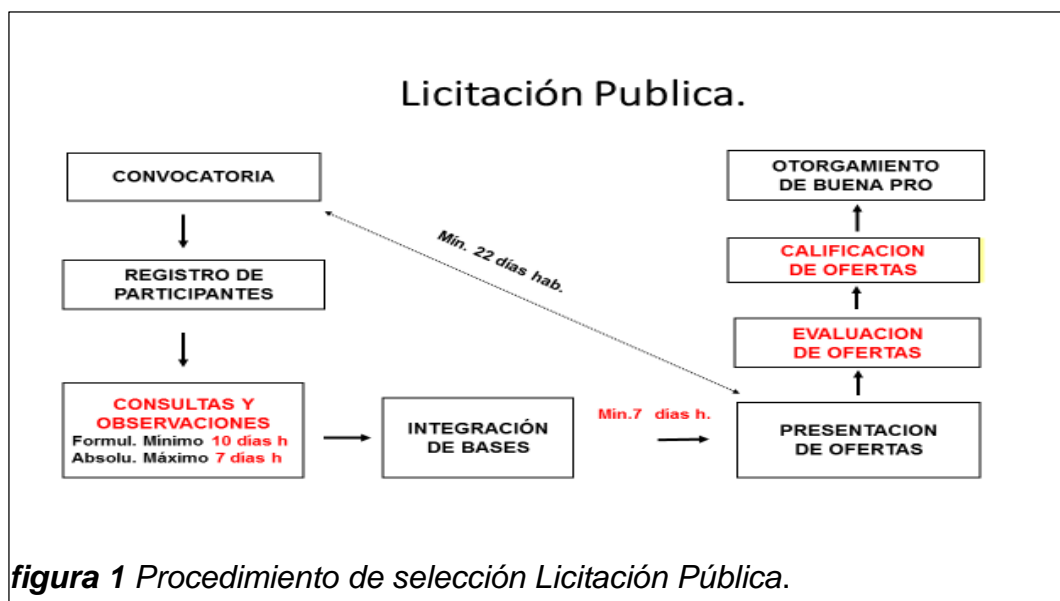 Licitación Publica.
CONVOCATORIA
REGISTRO DE
PARTICIPANTES
CONSULTAS Y
OBSERVACIONES
Formul. Mínimo 10 días h
Absolu. Máximo 7 días h
INTEGRACIÓN
DE BASES
Min.7 días h.
Mín. 22 días hab.
PRESENTACION
DE OFERTAS
EVALUACION
DE OFERTAS
CALIFICACION
DE OFERTAS
OTORGAMIENTO
DE BUENA PRO
figura 1 Procedimiento de selección Licitación Pública.